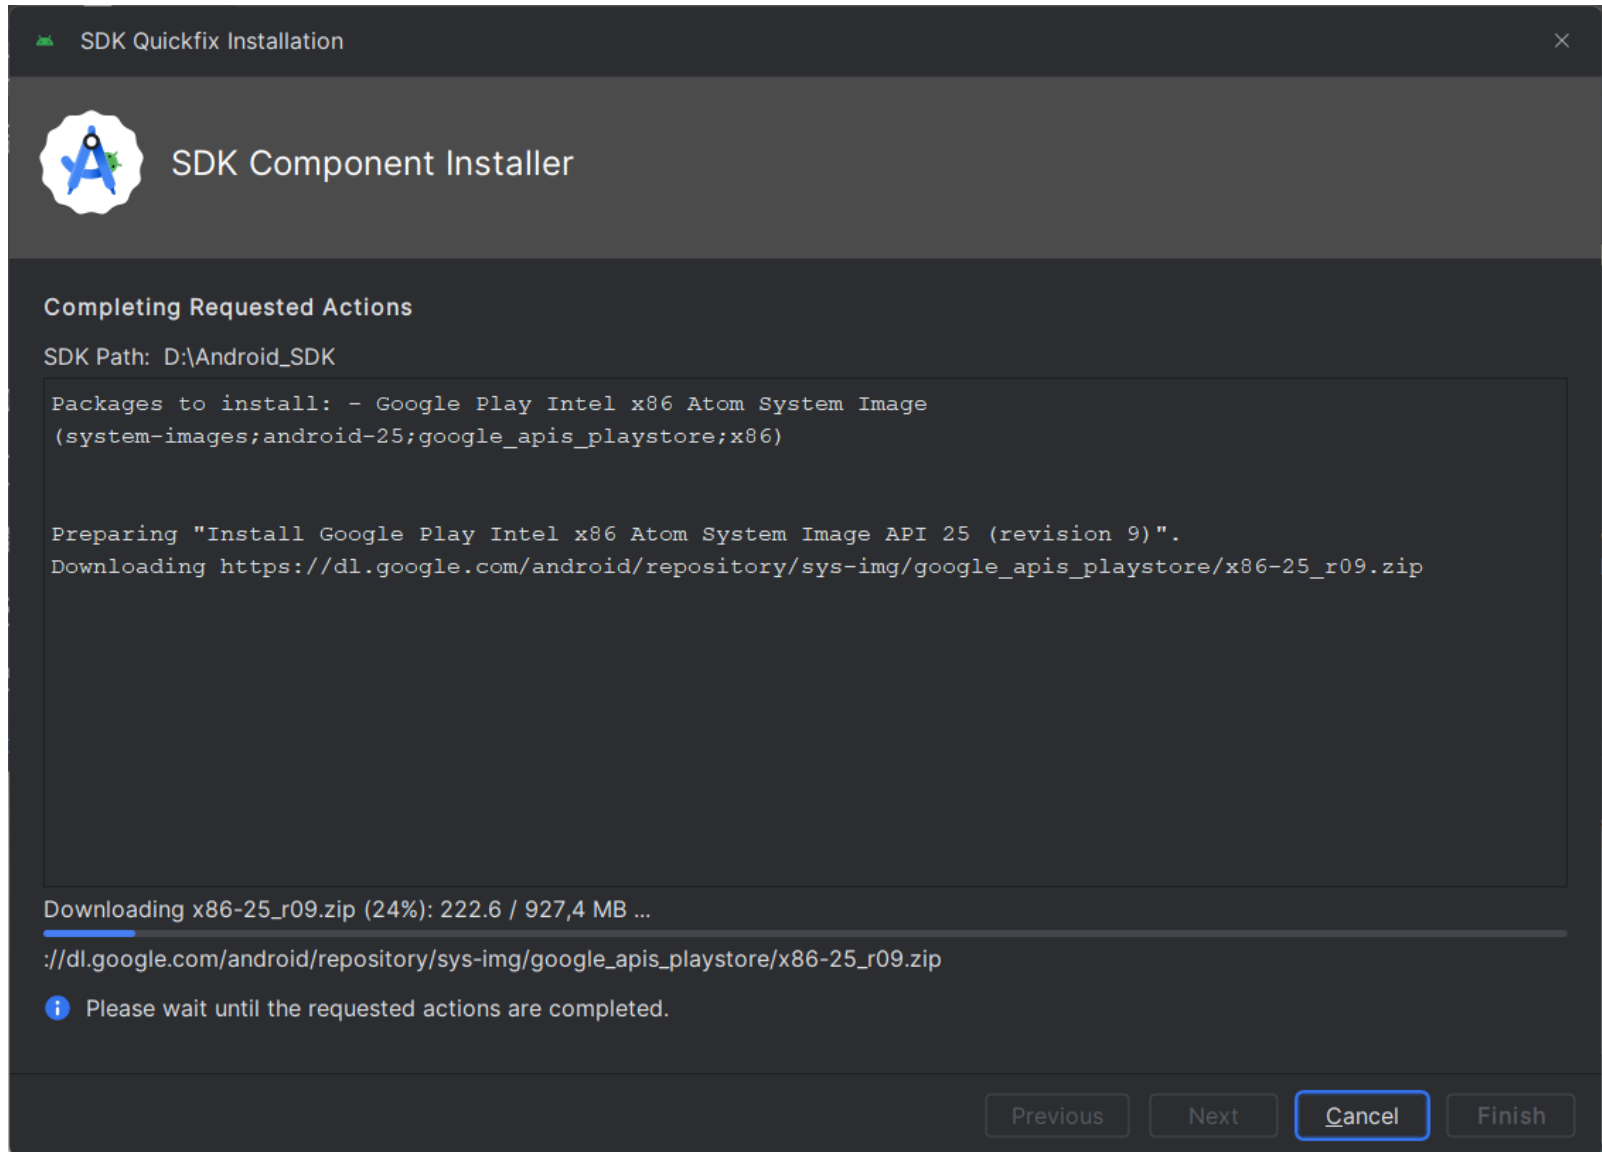 SDK Quickfix Installation
SDK Component Installer
Completing Requested Actions
SDK Path: D:\Android_SDK
Packages to install: - Google Play Intel x86 Atom System Image
(system-images;android-25;google_apis_playstore;x86)
Preparing "Install Google Play Intel x86 Atom System Image API 25 (revision 9)".
Downloading https://dl.google.com/android/repository/sys-img/google_apis_playstore/x86-25_r09.zip
Downloading x86-25_r09.zip (24%): 222.6 / 927,4 MB ...
://dl.google.com/android/repository/sys-img/google_apis_playstore/x86-25_r09.zip
Please wait until the requested actions are completed.
Previous Next Cancel Finish